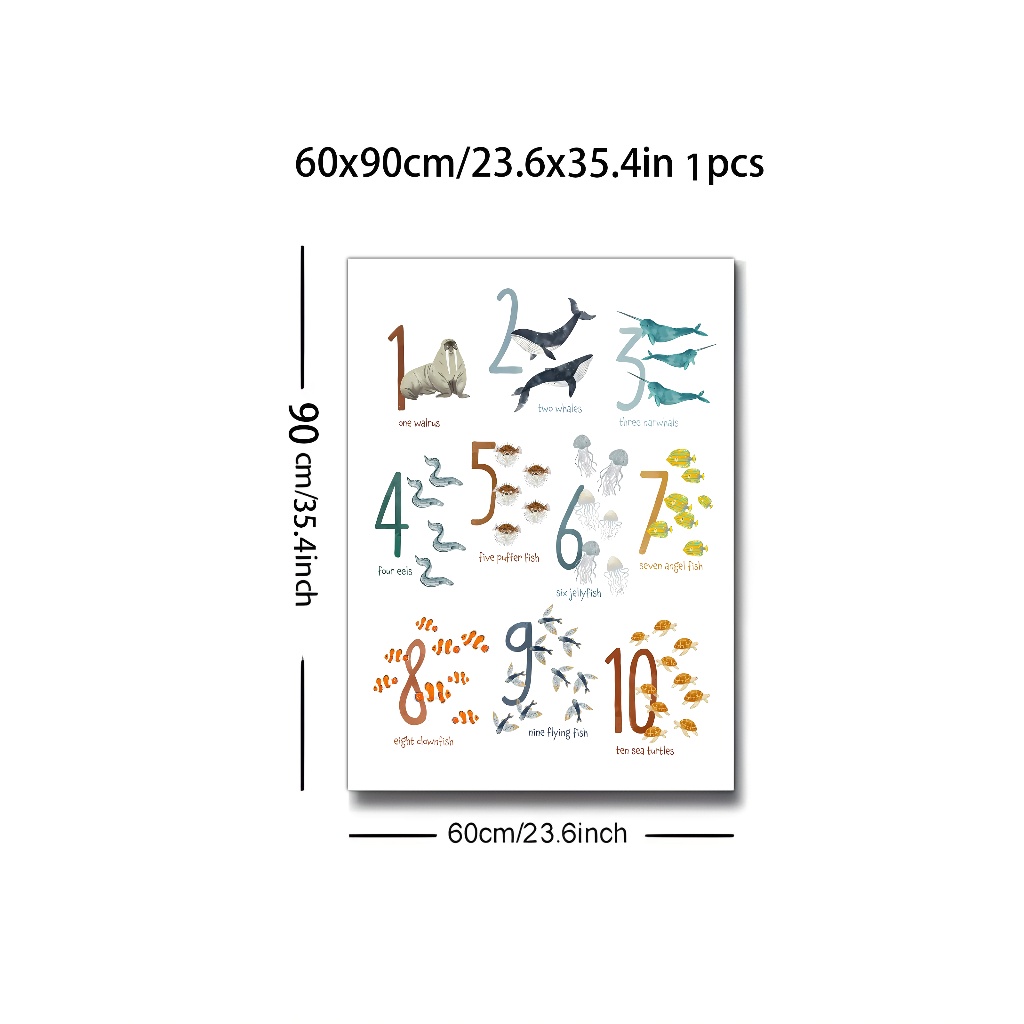 60x90cm/23.6x35.4in 1pcs
90 cm/35.4inch
1
one walrus
2
two whales
3
three narwhals
4
four eels
5
five puffer fish
6
six jellyfish
7
seven angel fish
8
eight clownfish
9
nine flying fish
10
ten sea turtles
60cm/23.6inch